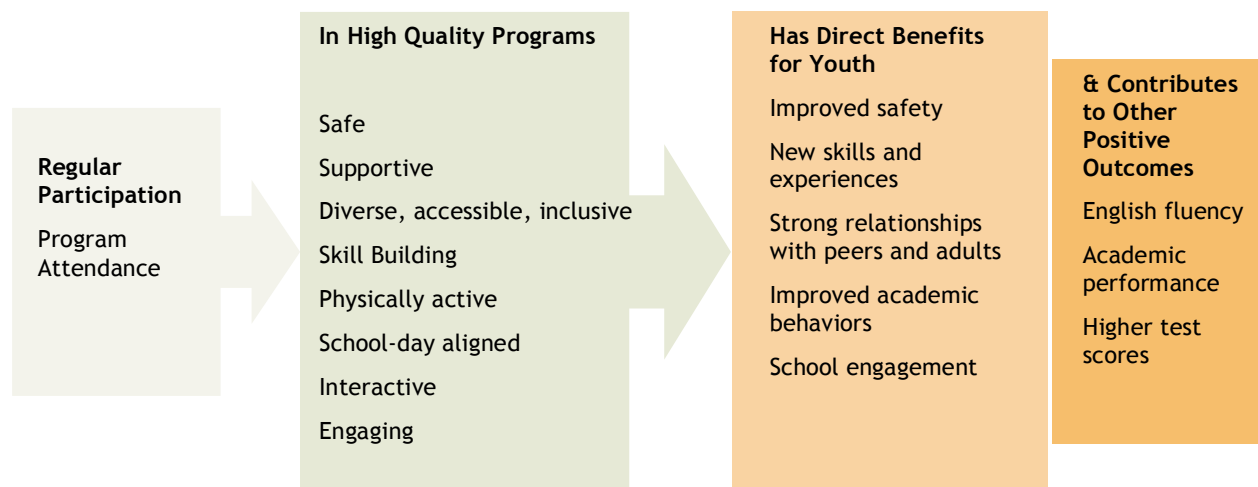 Regular
Participation
Program
Attendance
In High Quality Programs
Safe
Supportive
Diverse, accessible, inclusive
Skill Building
Physically active
School-day aligned
Interactive
Engaging
Has Direct Benefits
for Youth
Improved safety
New skills and
experiences
Strong relationships
with peers and adults
Improved academic
behaviors
School engagement
& Contributes
to Other
Positive
Outcomes
English fluency
Academic
performance
Higher test
scores